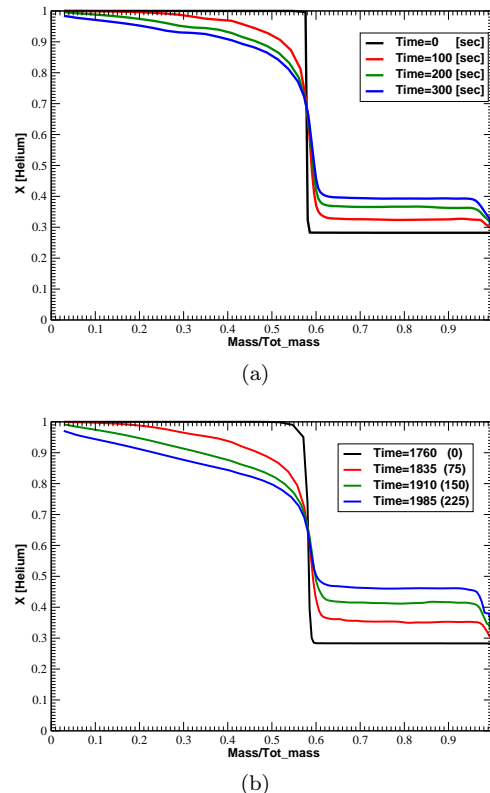 1
0.9
0.8
0.7
0.6
0.5
0.4
0.3
0.2
0.1
0
X [Helium]
Time=0 [sec]
Time=100 [sec]
Time=200 [sec]
Time=300 [sec]
0 0.1 0.2 0.3 0.4 0.5 0.6 0.7 0.8 0.9
Mass/Tot_mass
(a)
1
0.9
0.8
0.7
0.6
0.5
0.4
0.3
0.2
0.1
0
X [Helium]
Time=1760 (0)
Time=1835 (75)
Time=1910 (150)
Time=1985 (225)
0 0.1 0.2 0.3 0.4 0.5 0.6 0.7 0.8 0.9
Mass/Tot_mass
(b)